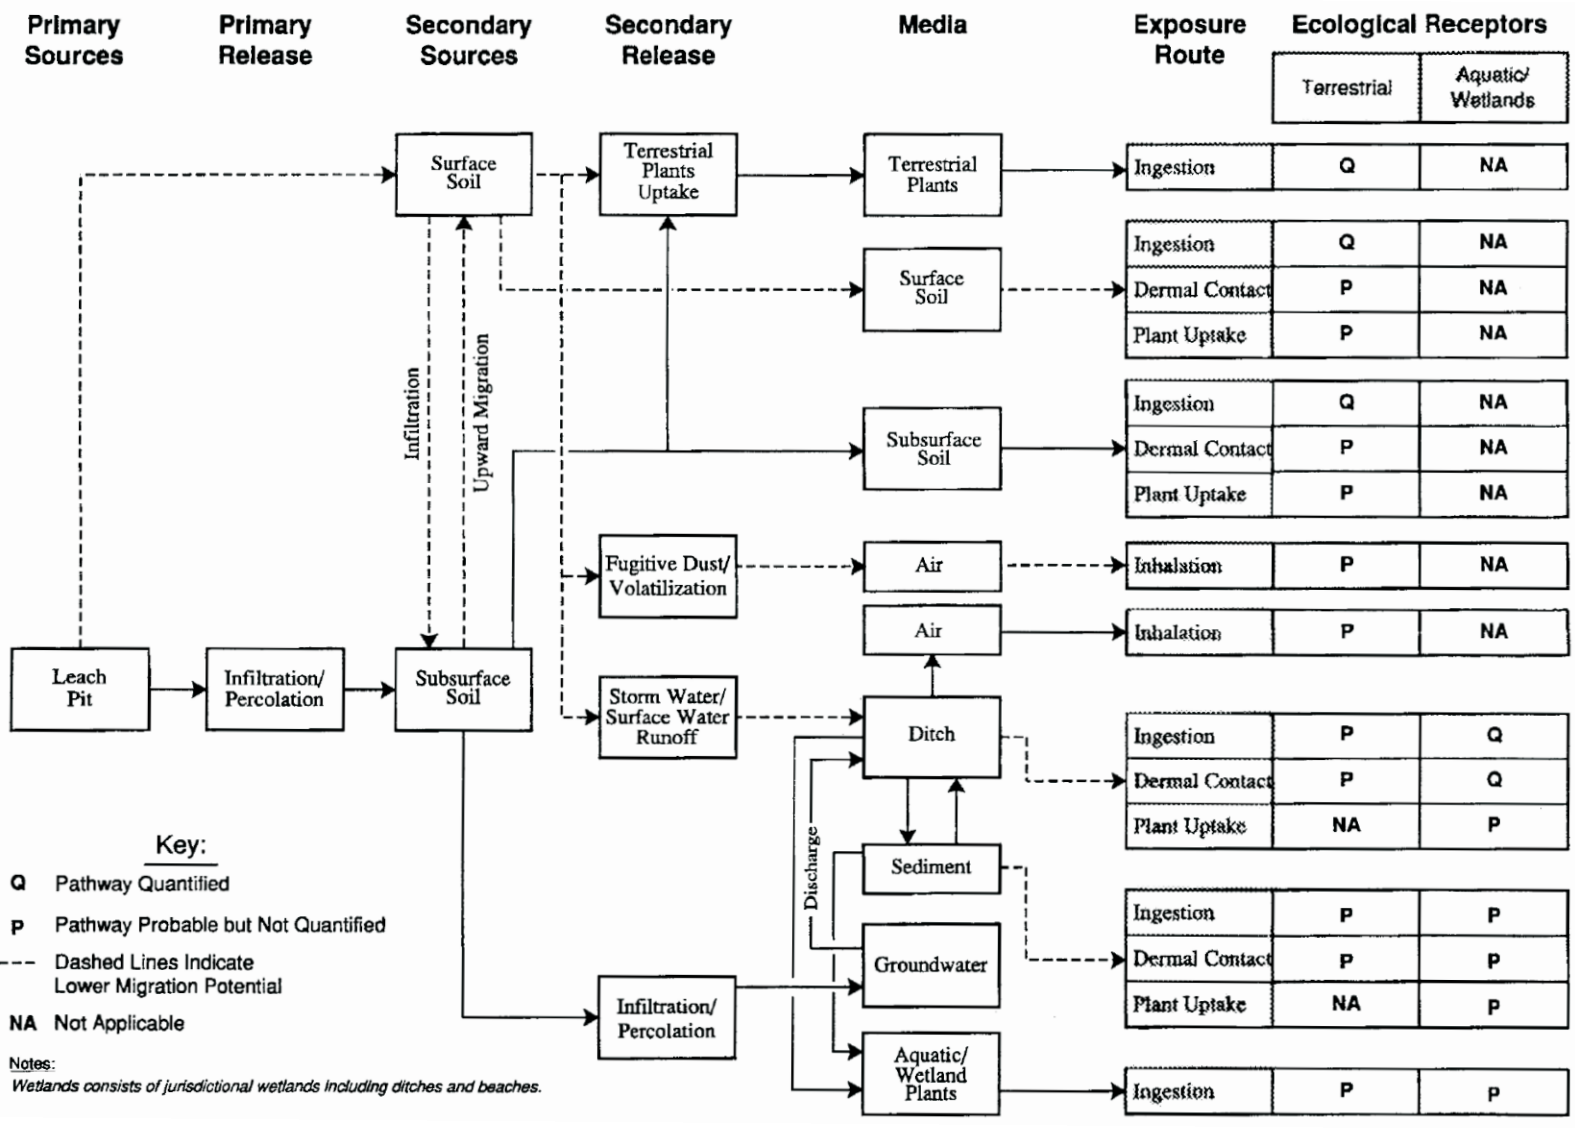 Primary
Sources
Primary
Release
Secondary
Sources
Secondary
Release
Media
Exposure
Route
Ecological Receptors
Terrestrial
Aquatic/
Wetlands
Surface
Soil
Terrestrial
Plants
Uptake
Terrestrial
Plants
Ingestion Q NA
Surface
Soil
Ingestion Q NA
Dermal Contact P NA
Plant Uptake P NA
Infiltration
Upward Migration
Subsurface
Soil
Ingestion Q NA
Dermal Contact P NA
Plant Uptake P NA
Fugitive Dust/
Volatilization
Air
Inhalation P NA
Air
Inhalation P NA
Leach
Pit
Infiltration/
Percolation
Subsurface
Soil
Storm Water/
Surface Water
Runoff
Ditch
Ingestion P Q
Dermal Contact P Q
Plant Uptake NA P
Discharge
Sediment
Ingestion P P
Dermal Contact P P
Plant Uptake NA P
Groundwater
Infiltration/
Percolation
Aquatic/
Wetland
Plants
Ingestion P P
Key:
Q Pathway Quantified
P Pathway Probable but Not Quantified
--- Dashed Lines Indicate
Lower Migration Potential
NA Not Applicable
Notes:
Wetlands consists of jurisdictional wetlands including ditches and beaches.